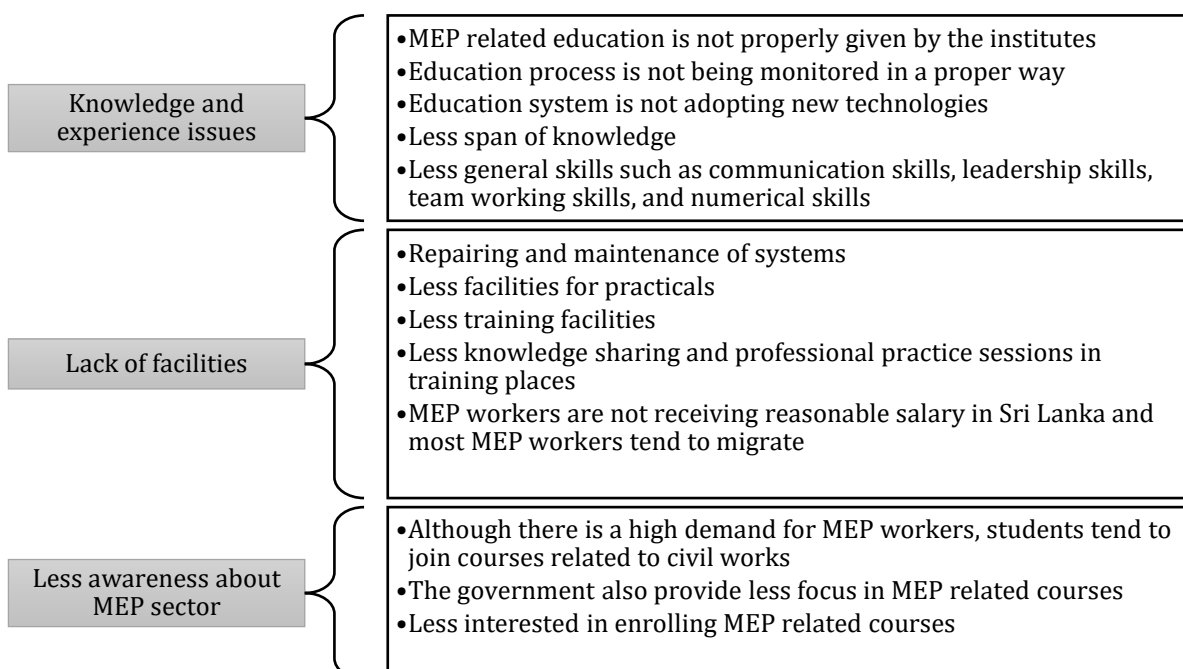 Knowledge and
experience issues
•MEP related education is not properly given by the institutes
•Education process is not being monitored in a proper way
•Education system is not adopting new technologies
•Less span of knowledge
•Less general skills such as communication skills, leadership skills,
team working skills, and numerical skills
Lack of facilities
•Repairing and maintenance of systems
•Less facilities for practicals
•Less training facilities
•Less knowledge sharing and professional practice sessions in
training places
•MEP workers are not receiving reasonable salary in Sri Lanka and
most MEP workers tend to migrate
Less awareness about
MEP sector
•Although there is a high demand for MEP workers, students tend to
join courses related to civil works
•The government also provide less focus in MEP related courses
•Less interested in enrolling MEP related courses